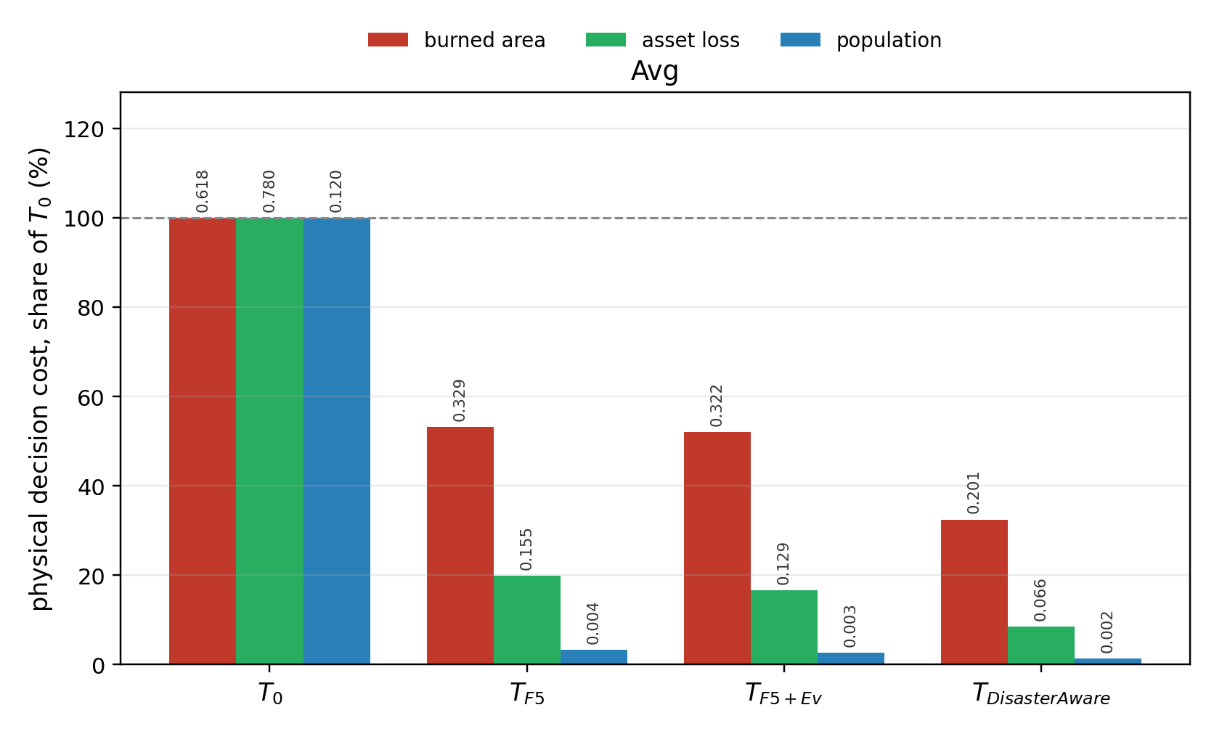 burned area asset loss population
Avg
physical decision cost, share of T0 (%)
120
100
80
60
40
20
0
0.618 0.780 0.120
0.329 0.155 0.004
0.322 0.129 0.003
0.201 0.066 0.002
T0 TF5 TF5+Ev TDisasterAware